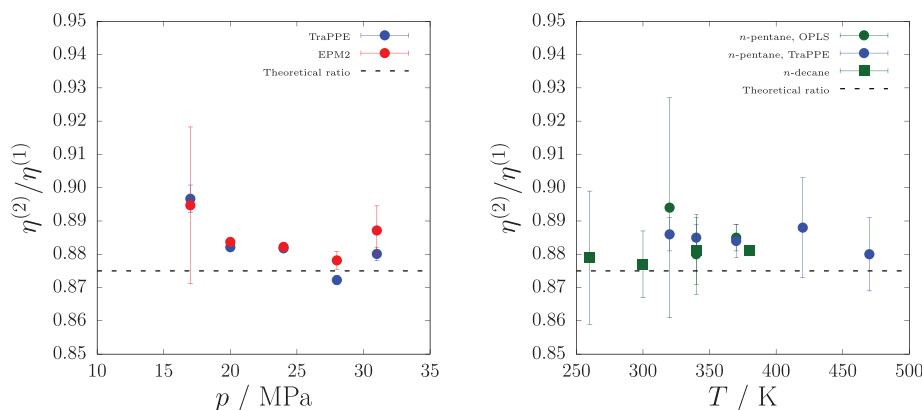 0.95
0.94
0.93
0.92
0.91
0.90
0.89
0.88
0.87
0.86
0.85
10 15 20 25 30 35
η^(2)/η^(1)
p / MPa
TraPPE
EPM2
Theoretical ratio
0.95
0.94
0.93
0.92
0.91
0.90
0.89
0.88
0.87
0.86
0.85
250 300 350 400 450 500
η^(2)/η^(1)
T / K
n-pentane, OPLS
n-pentane, TraPPE
n-decane
Theoretical ratio